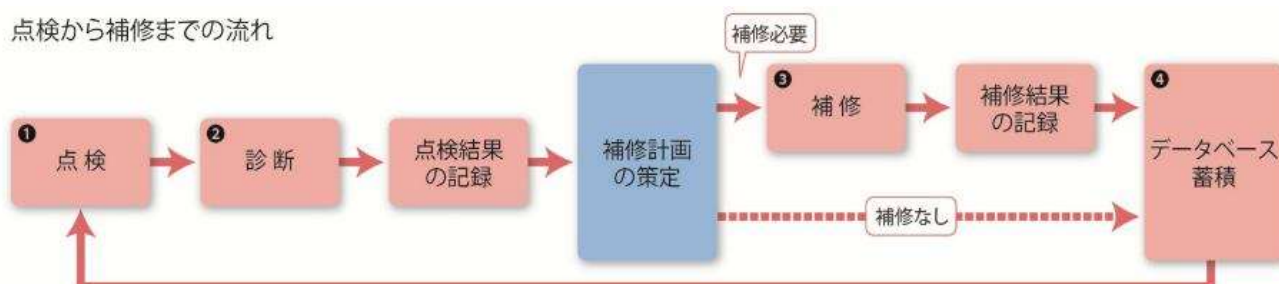 点検から補修までの流れ
補修必要
❶
点検
❷
診断
点検結果
の記録
補修計画
の策定
❸
補修
補修結果
の記録
❹
データベース
蓄積
補修なし